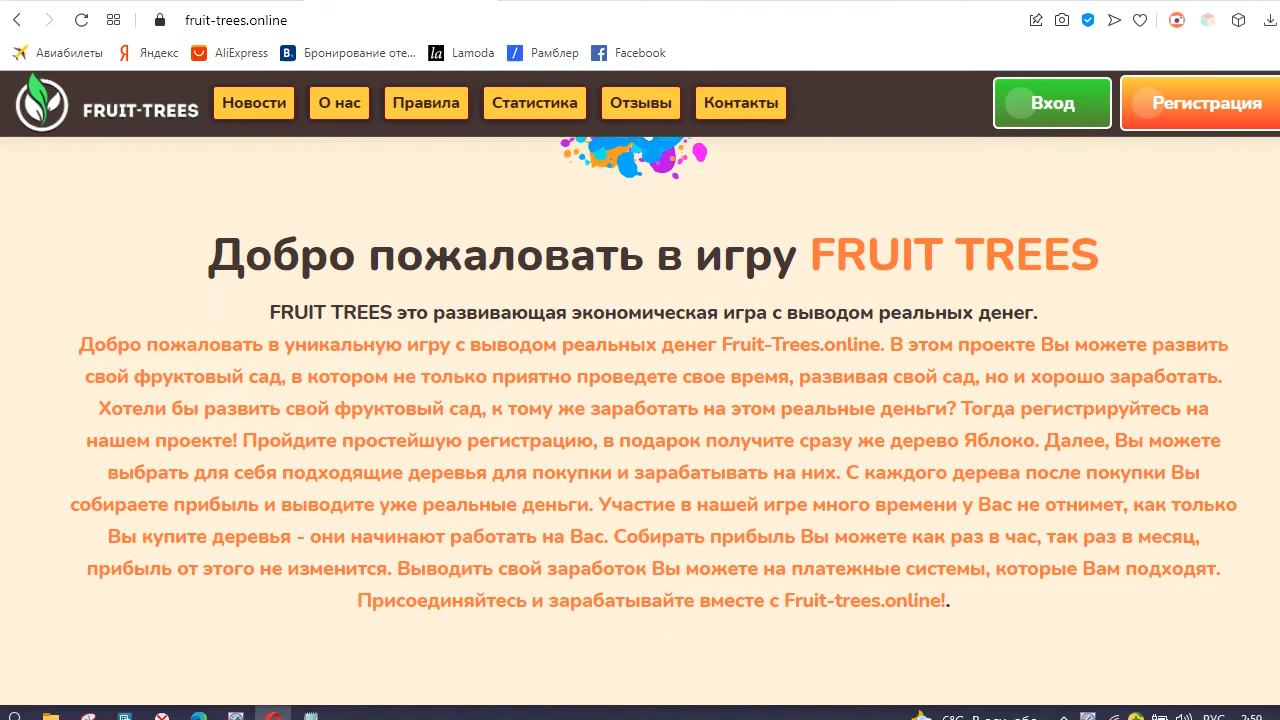 fruit-trees.online
Авиабилеты Яндекс AliExpress Бронирование оте... Lamoda Рамблер Facebook
FRUIT-TREES Новости О нас Правила Статистика Отзывы Контакты Вход Регистрация
Добро пожаловать в игру FRUIT TREES
FRUIT TREES это развивающая экономическая игра с выводом реальных денег.
Добро пожаловать в уникальную игру с выводом реальных денег Fruit-Trees.online. В этом проекте Вы можете развить
свой фруктовый сад, в котором не только приятно проведете свое время, развивая свой сад, но и хорошо заработать.
Хотели бы развить свой фруктовый сад, к тому же заработать на этом реальные деньги? Тогда регистрируйтесь на
нашем проекте! Пройдите простейшую регистрацию, в подарок получите сразу же дерево Яблоко. Далее, Вы можете
выбрать для себя подходящие деревья для покупки и зарабатывать на них. С каждого дерева после покупки Вы
собираете прибыль и выводите уже реальные деньги. Участие в нашей игре много времени у Вас не отнимет, как только
Вы купите деревья - они начинают работать на Вас. Собирать прибыль Вы можете как раз в час, так раз в месяц,
прибыль от этого не изменится. Выводить свой заработок Вы можете на платежные системы, которые Вам подходят.
Присоединяйтесь и зарабатывайте вместе с Fruit-trees.online!.